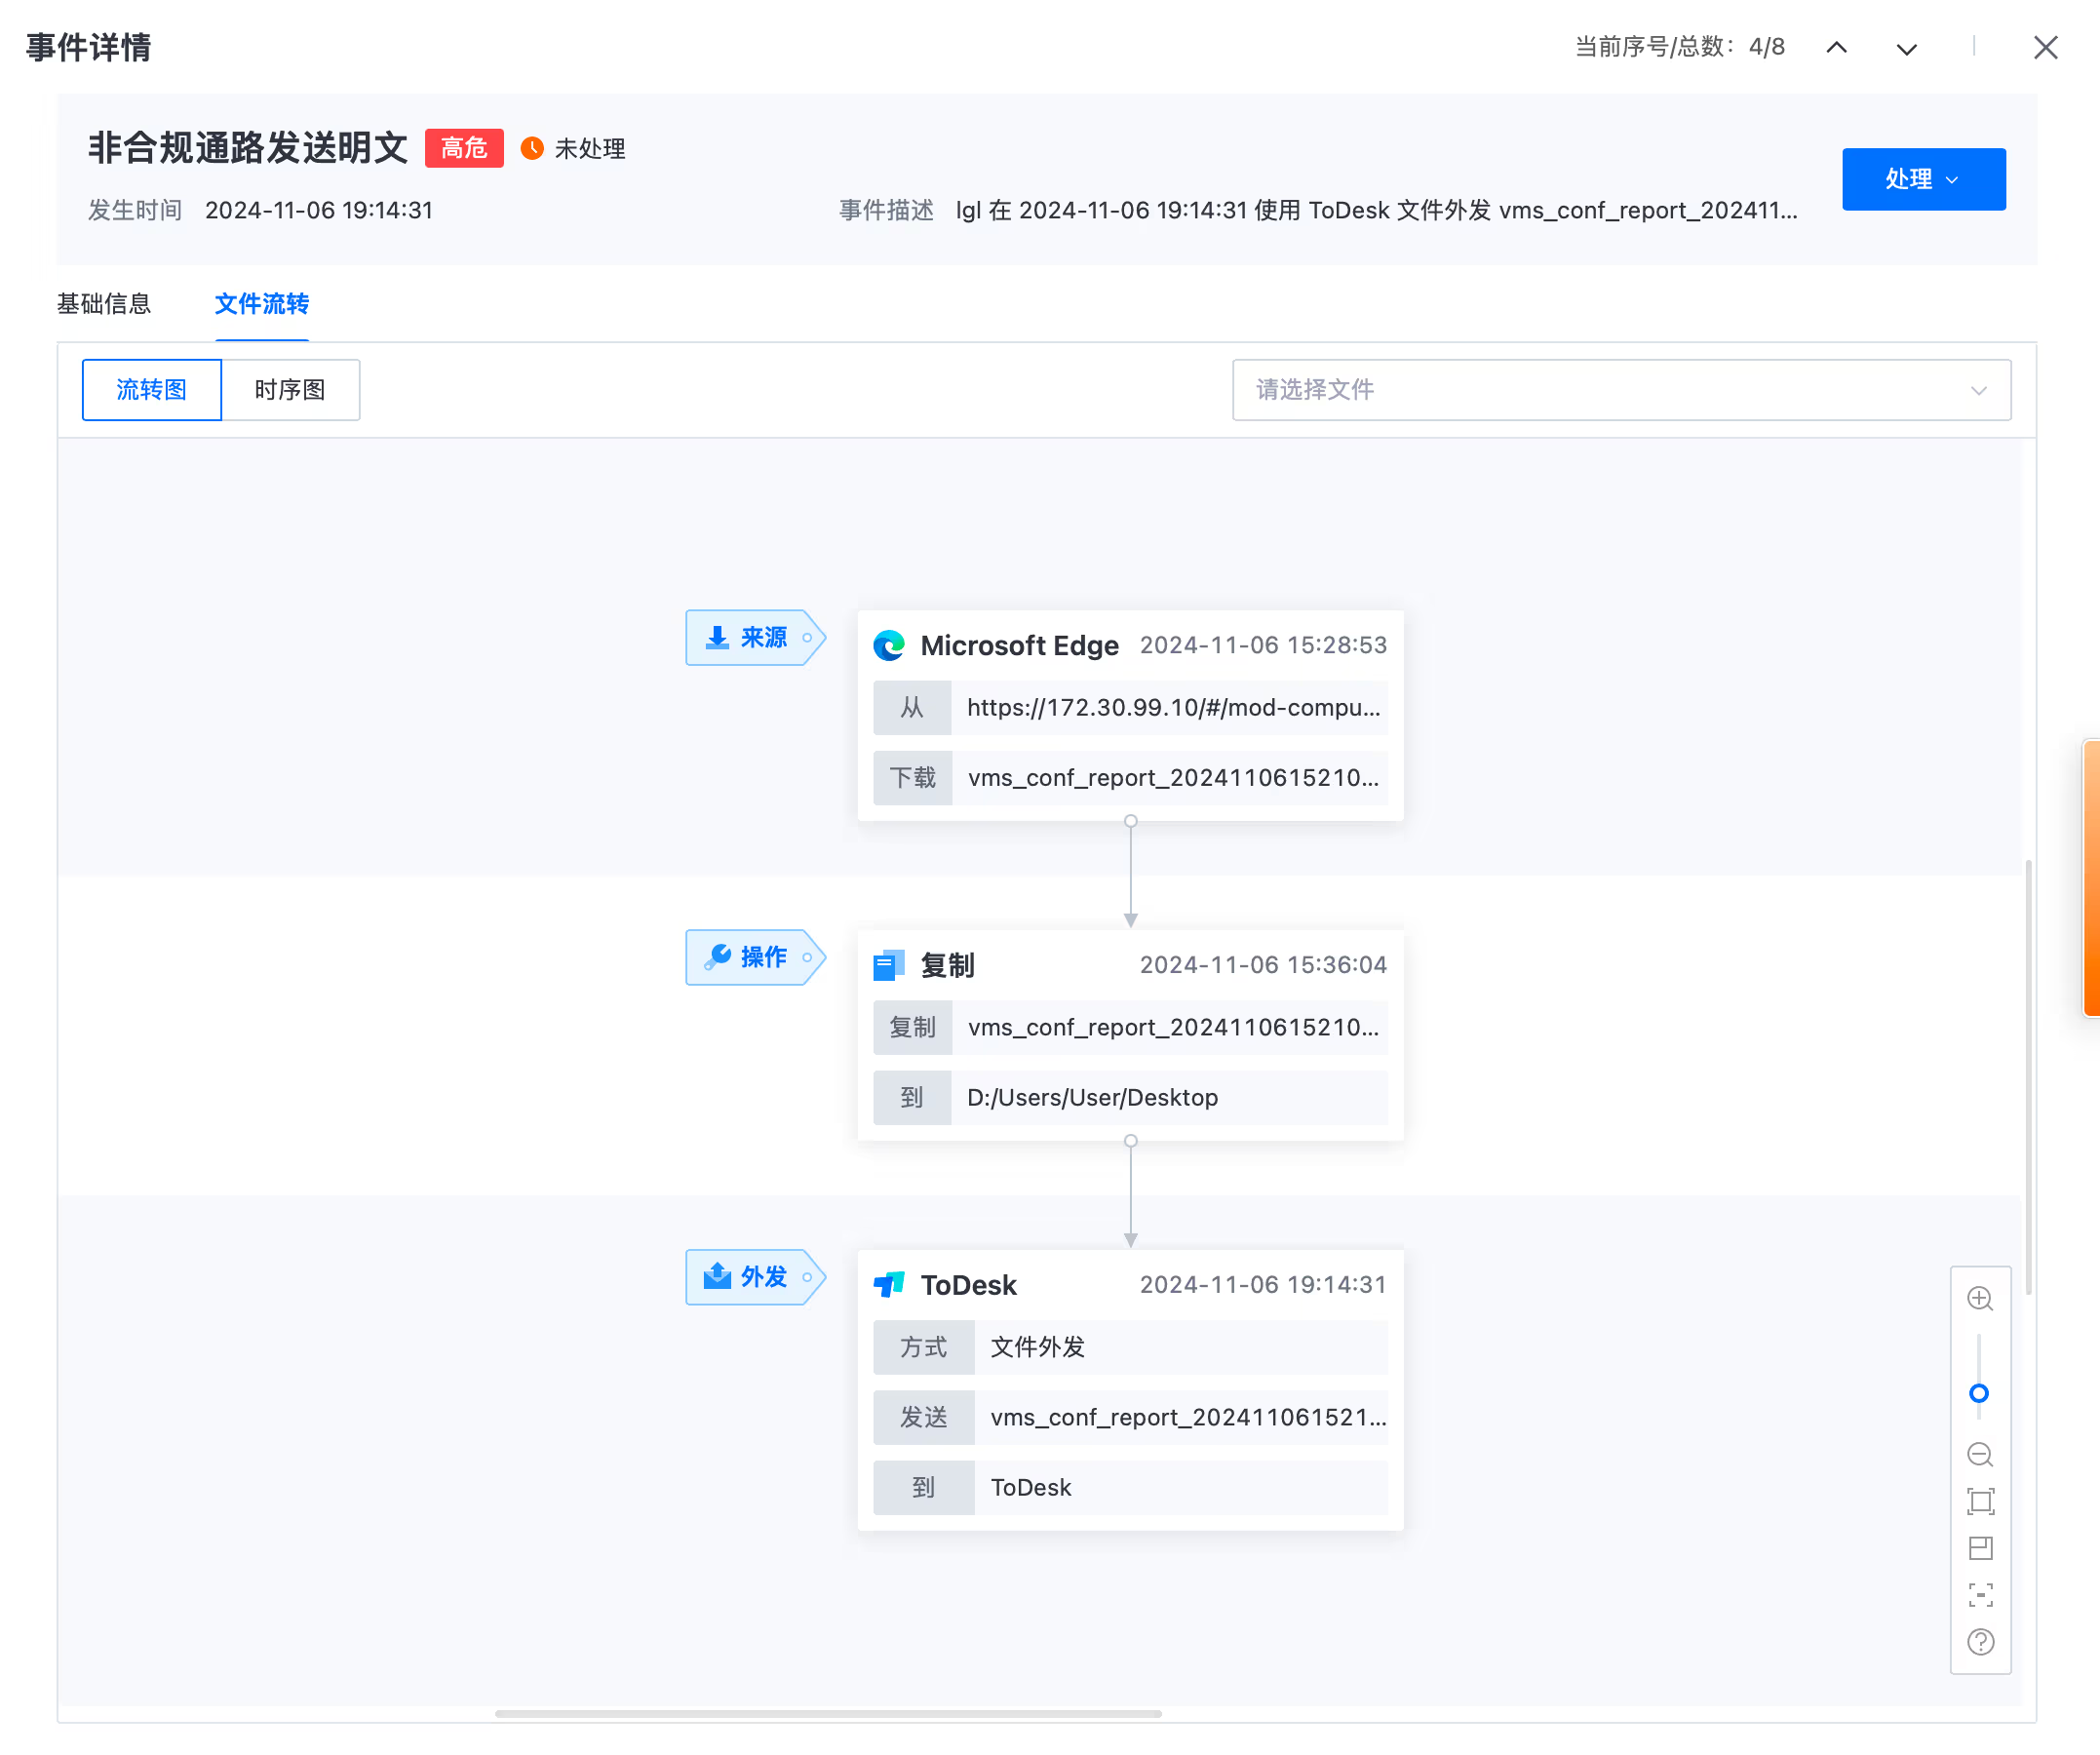 事件详情
当前序号/总数：4/8
非合规通路发送明文 高危 未处理
处理
发生时间 2024-11-06 19:14:31
事件描述 lgl 在 2024-11-06 19:14:31 使用 ToDesk 文件外发 vms_conf_report_202411...
基础信息 文件流转
流转图 时序图
请选择文件
来源
Microsoft Edge 2024-11-06 15:28:53
从 https://172.30.99.10/#/mod-compu...
下载 vms_conf_report_2024110615210...
操作
复制 2024-11-06 15:36:04
复制 vms_conf_report_2024110615210...
到 D:/Users/User/Desktop
外发
ToDesk 2024-11-06 19:14:31
方式 文件外发
发送 vms_conf_report_202411061521...
到 ToDesk